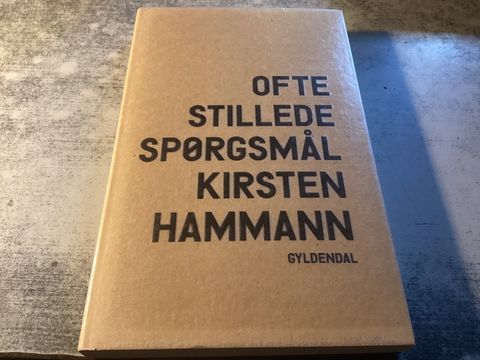 OFTE
STILLEDE
SPØRGSMÅL
KIRSTEN
HAMMANN
GYLDENDAL